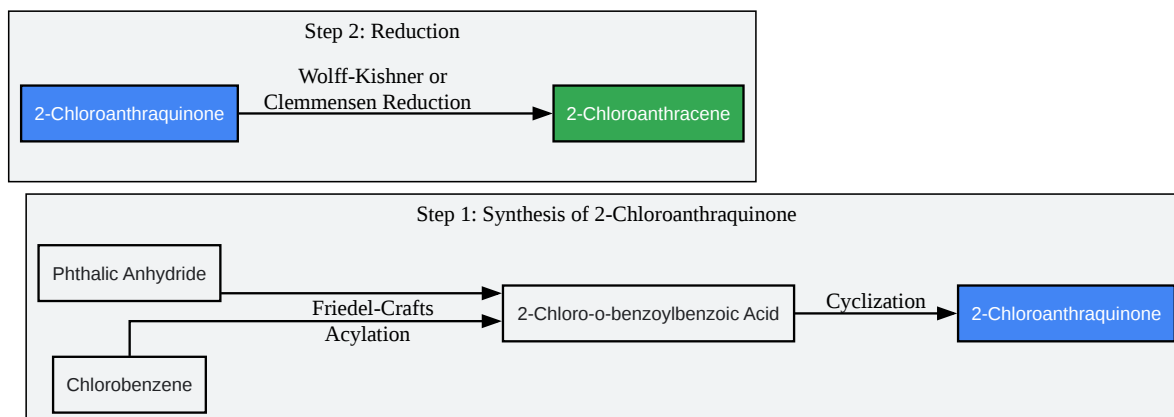 Step 2: Reduction
Wolff-Kishner or
Clemmensen Reduction
2-Chloroanthraquinone
2-Chloroanthracene
Step 1: Synthesis of 2-Chloroanthraquinone
Phthalic Anhydride
Friedel-Crafts
Acylation
Chlorobenzene
2-Chloro-o-benzoylbenzoic Acid
Cyclization
2-Chloroanthraquinone